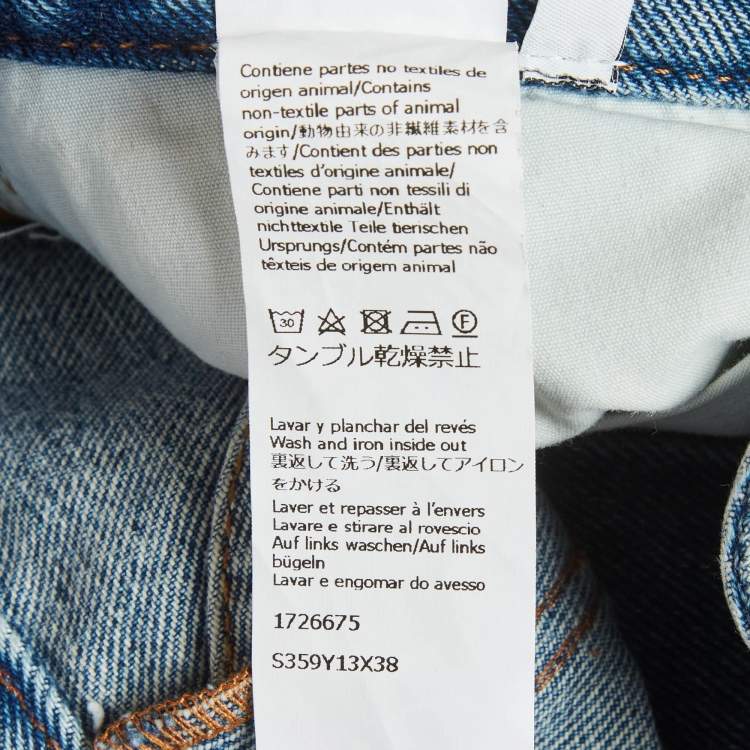 Contiene partes no textiles de
origen animal/Contains
non-textile parts of animal
origin/動物由来の非繊維素材を含
みます/Contient des parties non
textiles d'origine animale/
Contiene parti non tessili di
origine animale/Enthält
nichttextile Teile tierischen
Ursprungs/Contém partes não
têxteis de origem animal
30 F
タンブル乾燥禁止
Lavar y planchar del revés
Wash and iron inside out
裏返して洗う/裏返してアイロン
をかける
Laver et repasser à l'envers
Lavare e stirare al rovescio
Auf links waschen/Auf links
bügeln
Lavar e engomar do avesso
1726675
S359Y13X38